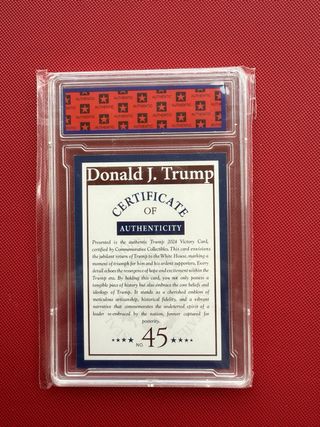 AUTHENTIC AUTHENTIC AUTHENTIC
Donald J. Trump
CERTIFICATE
OF
AUTHENTICITY
Presented is the authentic Trump 2024 Victory Card,
certified by Commemorative Collectibles. This card envisions
the jubilant return of Trump to the White House, marking a
moment of triumph for him and his ardent supporters. Every
detail echoes the resurgence of hope and excitement within the
Trump era. By holding this card, you not only possess a
tangible piece of history but also embrace the core beliefs and
ideology of Trump. It stands as a cherished emblem of
meticulous artisanship, historical fidelity, and a vibrant
narrative that commemorates the undeterred spirit of a
leader re-embraced by the nation, forever captured for
posterity.
NO. 45